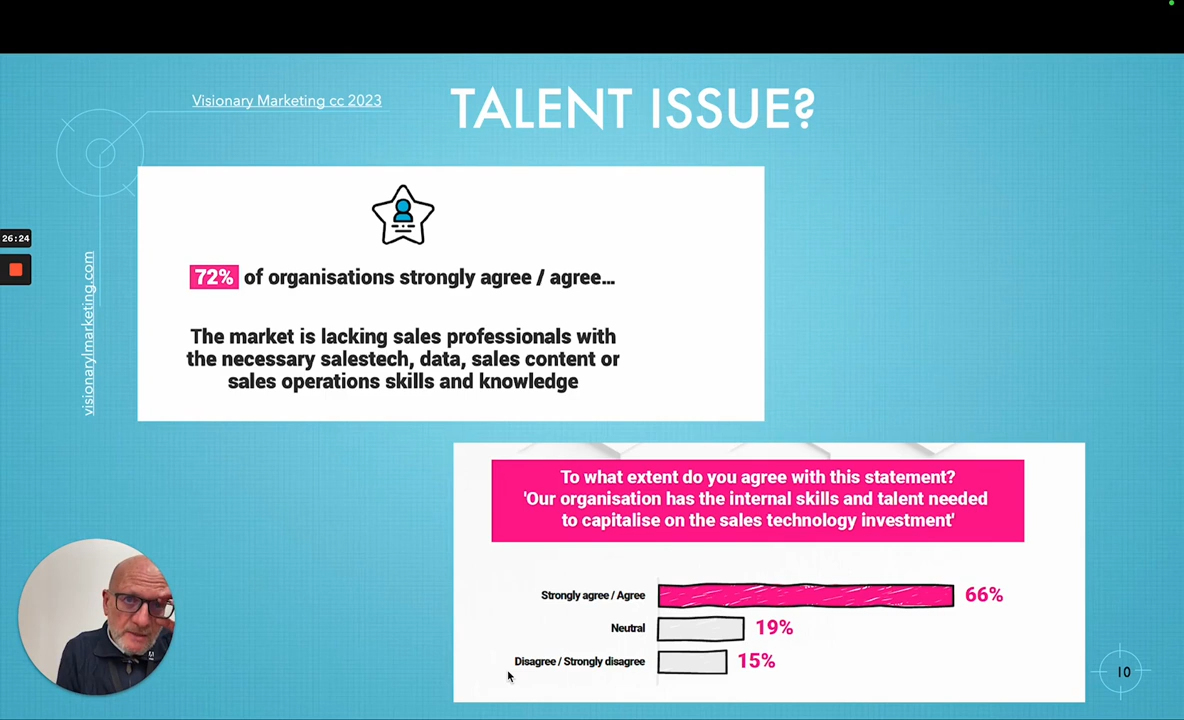 Visionary Marketing cc 2023
TALENT ISSUE?
26:24
visionarylmarketing.com
72% of organisations strongly agree / agree...
The market is lacking sales professionals with
the necessary salestech, data, sales content or
sales operations skills and knowledge
To what extent do you agree with this statement?
'Our organisation has the internal skills and talent needed
to capitalise on the sales technology investment'
Strongly agree / Agree 66%
Neutral 19%
Disagree / Strongly disagree 15%
10